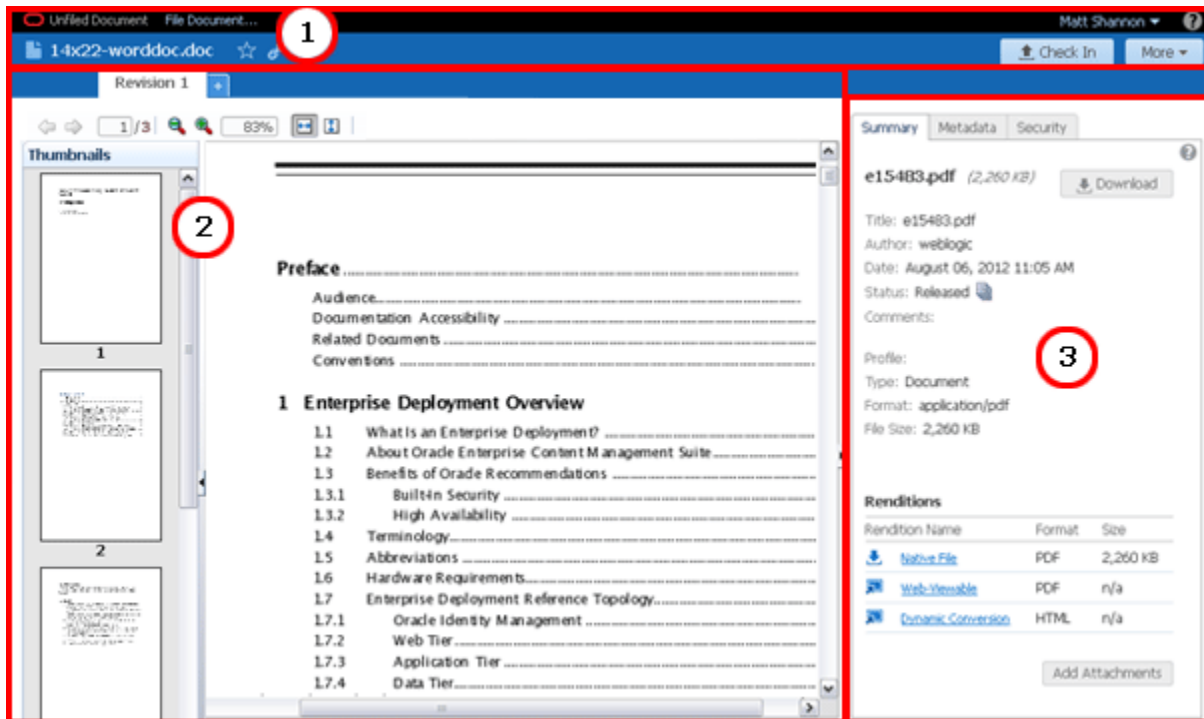 Unfiled Document File Document...
Matt Shannon
1
14x22-worddoc.doc
Check In
More
Revision 1
+
1/3
83%
Thumbnails
1
2
2
Preface
Audience
Documentation Accessibility
Related Documents
Conventions
1 Enterprise Deployment Overview
1.1 What Is an Enterprise Deployment?
1.2 About Oracle Enterprise Content Management Suite
1.3 Benefits of Oracle Recommendations
1.3.1 Built-in Security
1.3.2 High Availability
1.4 Terminology
1.5 Abbreviations
1.6 Hardware Requirements
1.7 Enterprise Deployment Reference Topology
1.7.1 Oracle Identity Management
1.7.2 Web Tier
1.7.3 Application Tier
1.7.4 Data Tier
Summary Metadata Security
e15483.pdf (2,260 KB)
Download
Title: e15483.pdf
Author: weblogic
Date: August 06, 2012 11:05 AM
Status: Released
Comments:
3
Profile:
Type: Document
Format: application/pdf
File Size: 2,260 KB
Renditions
Rendition Name Format Size
Native File PDF 2,260 KB
Web-Viewable PDF n/a
Dynamic Conversion HTML n/a
Add Attachments